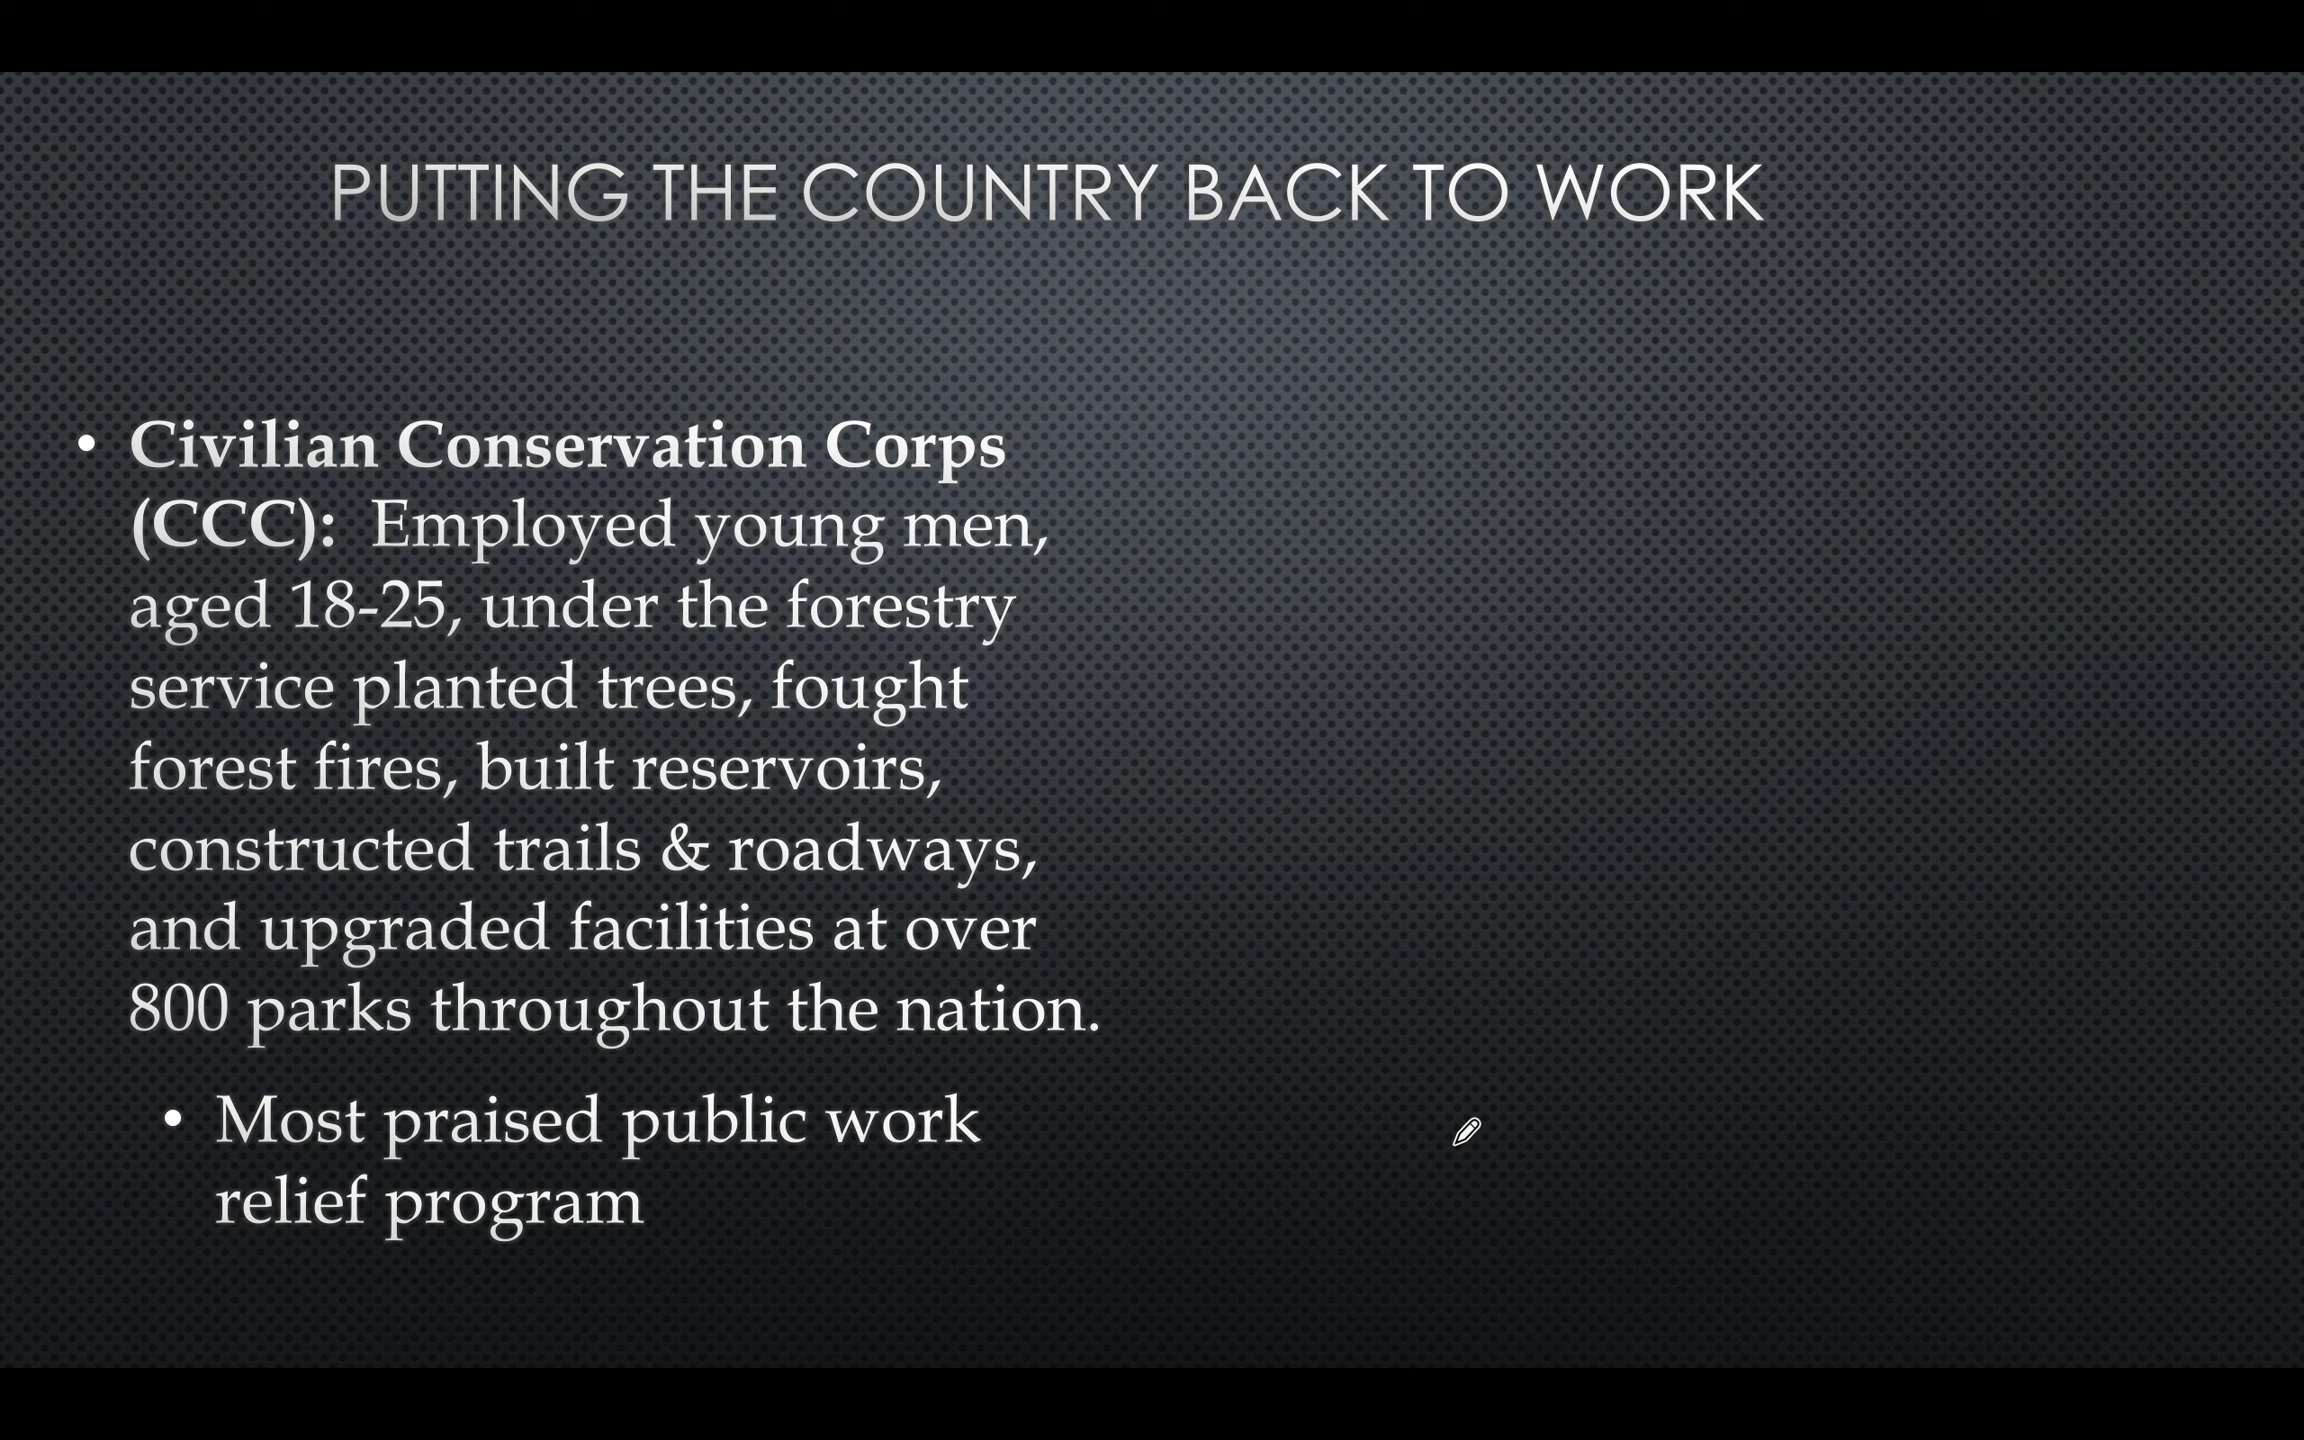 PUTTING THE COUNTRY BACK TO WORK
• Civilian Conservation Corps
(CCC): Employed young men,
aged 18-25, under the forestry
service planted trees, fought
forest fires, built reservoirs,
constructed trails & roadways,
and upgraded facilities at over
800 parks throughout the nation.
• Most praised public work
relief program